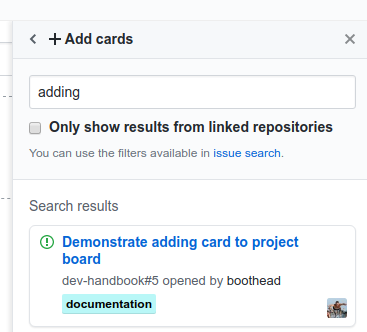 Add cards
adding
Only show results from linked repositories
You can use the filters available in issue search.
Search results
Demonstrate adding card to project
board
dev-handbook#5 opened by boothead
documentation